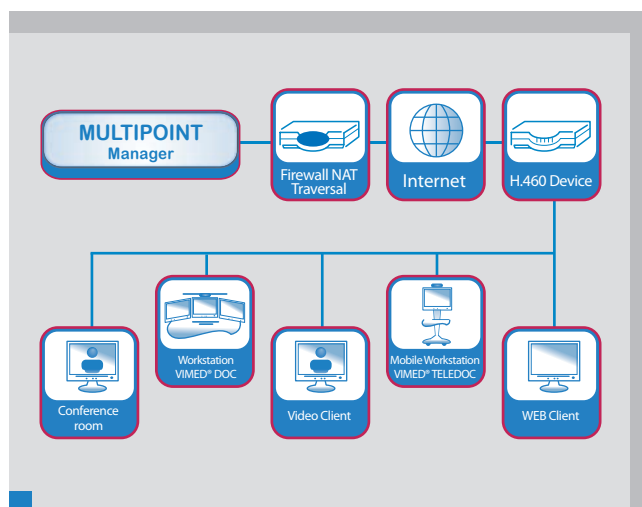 MULTIPOINT
Manager
Firewall NAT
Traversal
Internet
H.460 Device
Workstation
VIMED® DOC
Mobile Workstation
VIMED® TELEDOC
Conference
room
Video Client
WEB Client